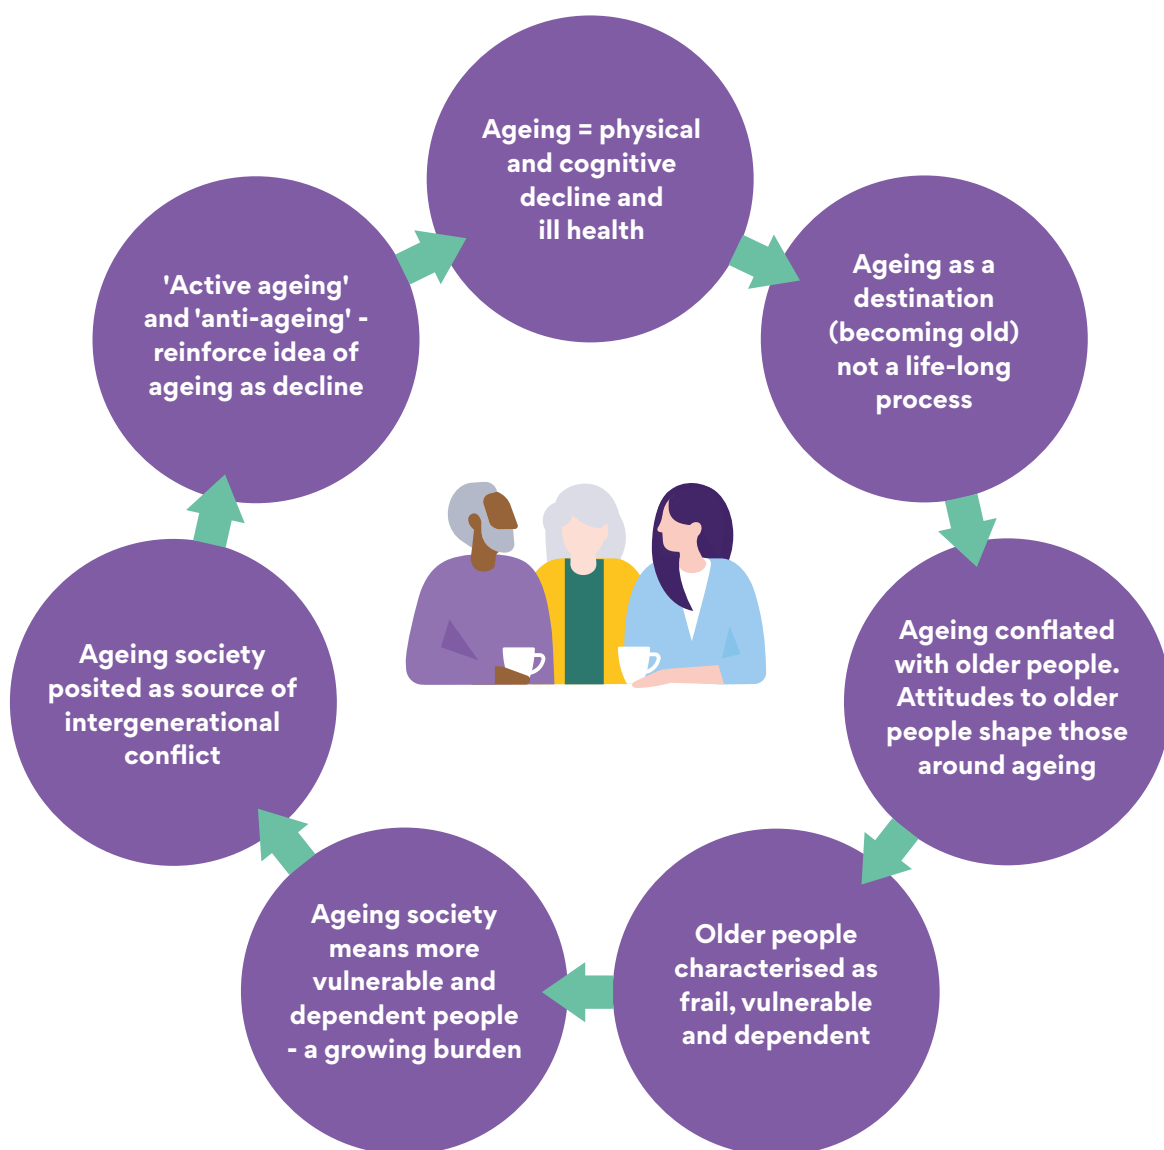 Ageing = physical
and cognitive
decline and
ill health
Ageing as a
destination
(becoming old)
not a life-long
process
Ageing conflated
with older people.
Attitudes to older
people shape those
around ageing
Older people
characterised as
frail, vulnerable
and dependent
Ageing society
means more
vulnerable and
dependent people
- a growing burden
Ageing society
posited as source of
intergenerational
conflict
'Active ageing'
and 'anti-ageing' -
reinforce idea of
ageing as decline